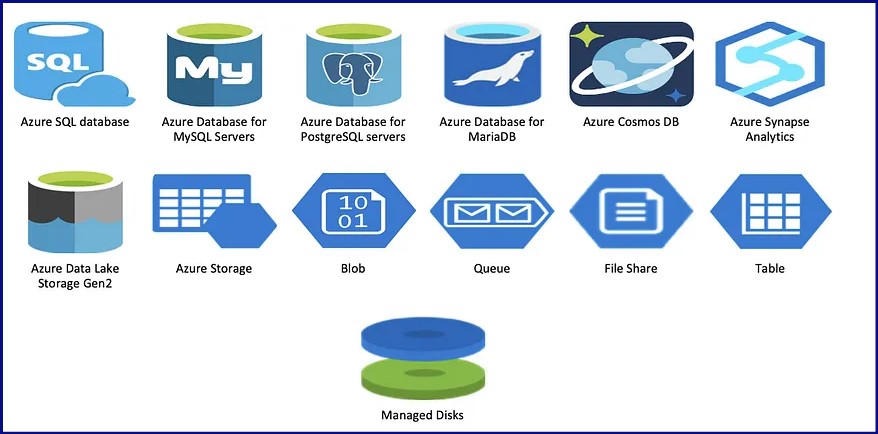 SQL
My
Azure SQL database
Azure Database for
MySQL Servers
Azure Database for
PostgreSQL servers
Azure Database for
MariaDB
Azure Cosmos DB
Azure Synapse
Analytics
10
01
Azure Data Lake
Storage Gen2
Azure Storage
Blob
Queue
File Share
Table
Managed Disks